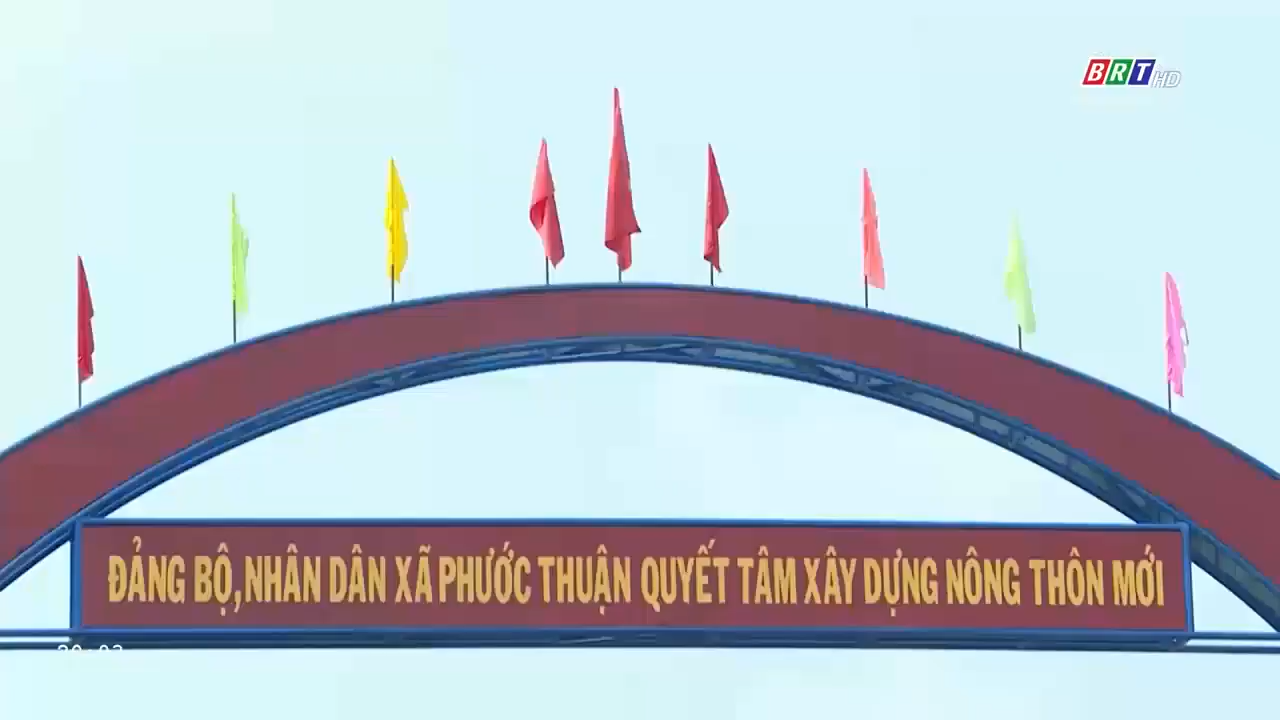 BRT HD
ĐẢNG BỘ, NHÂN DÂN XÃ PHƯỚC THUẬN QUYẾT TÂM XÂY DỰNG NÔNG THÔN MỚI